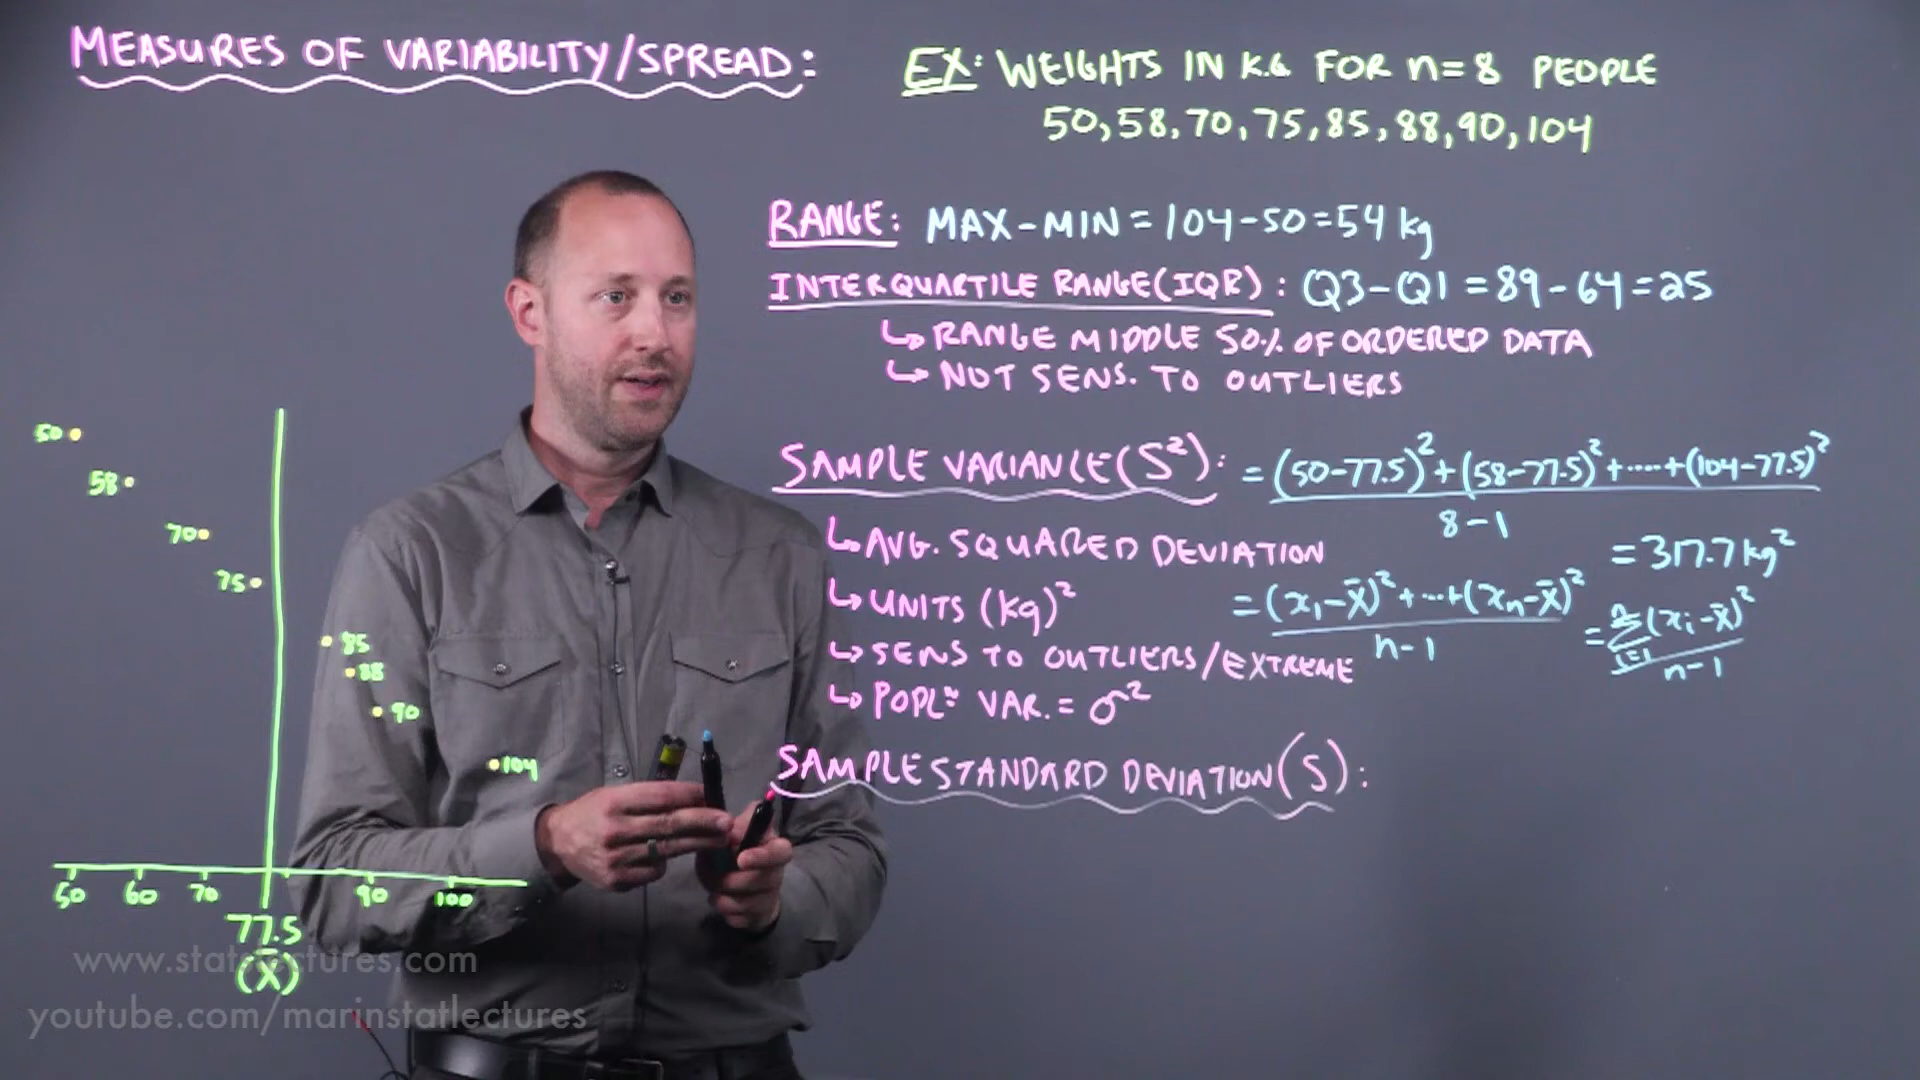 MEASURES OF VARIABILITY/SPREAD:
EX: WEIGHTS IN K.G FOR n=8 PEOPLE
50, 58, 70, 75, 85, 88, 90, 104
RANGE: MAX-MIN = 104-50 = 54 kg
INTERQUARTILE RANGE (IQR): Q3-Q1 = 89-64 = 25
↳ RANGE MIDDLE 50% OF ORDERED DATA
↳ NOT SENS. TO OUTLIERS
SAMPLE VARIANCE (S²): = (50-77.5)² + (58-77.5)² + ..... + (104-77.5)²
8-1
= 317.7 kg²
↳ AVG. SQUARED DEVIATION
↳ UNITS (kg)²
= (x₁-x̄)² + ... + (xₙ-x̄)²
n-1
= Σ (xᵢ-x̄)²
i=1
n-1
↳ SENS TO OUTLIERS/EXTREME
↳ POPLⁿ VAR. = σ²
SAMPLE STANDARD DEVIATION (S):
50
58
70
75
85
88
90
104
50 60 70 90 100
77.5
(x̄)
www.statslectures.com
youtube.com/marinstatlectures